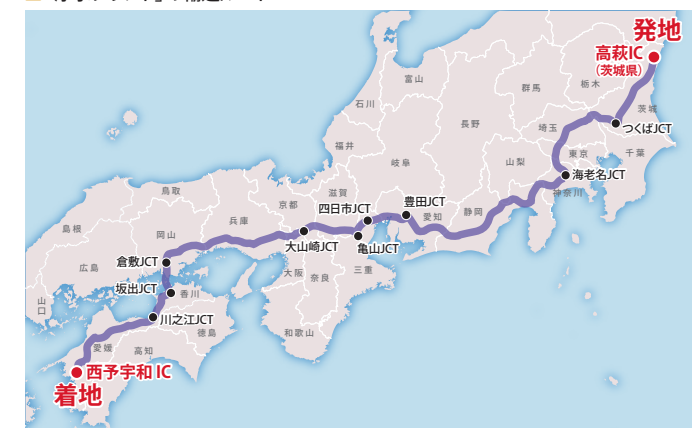 発地
高萩IC
(茨城県)
富山
群馬
栃木
石川
茨城
長野
埼玉
つくばJCT
福井
岐阜
山梨
東京
千葉
海老名JCT
鳥取
滋賀
神奈川
京都
四日市JCT
豊田JCT
静岡
兵庫
愛知
島根
岡山
大山崎JCT
亀山JCT
倉敷JCT
広島
大阪
三重
奈良
坂出JCT
香川
山口
川之江JCT
徳島
和歌山
愛媛
高知
西予宇和 IC
着地